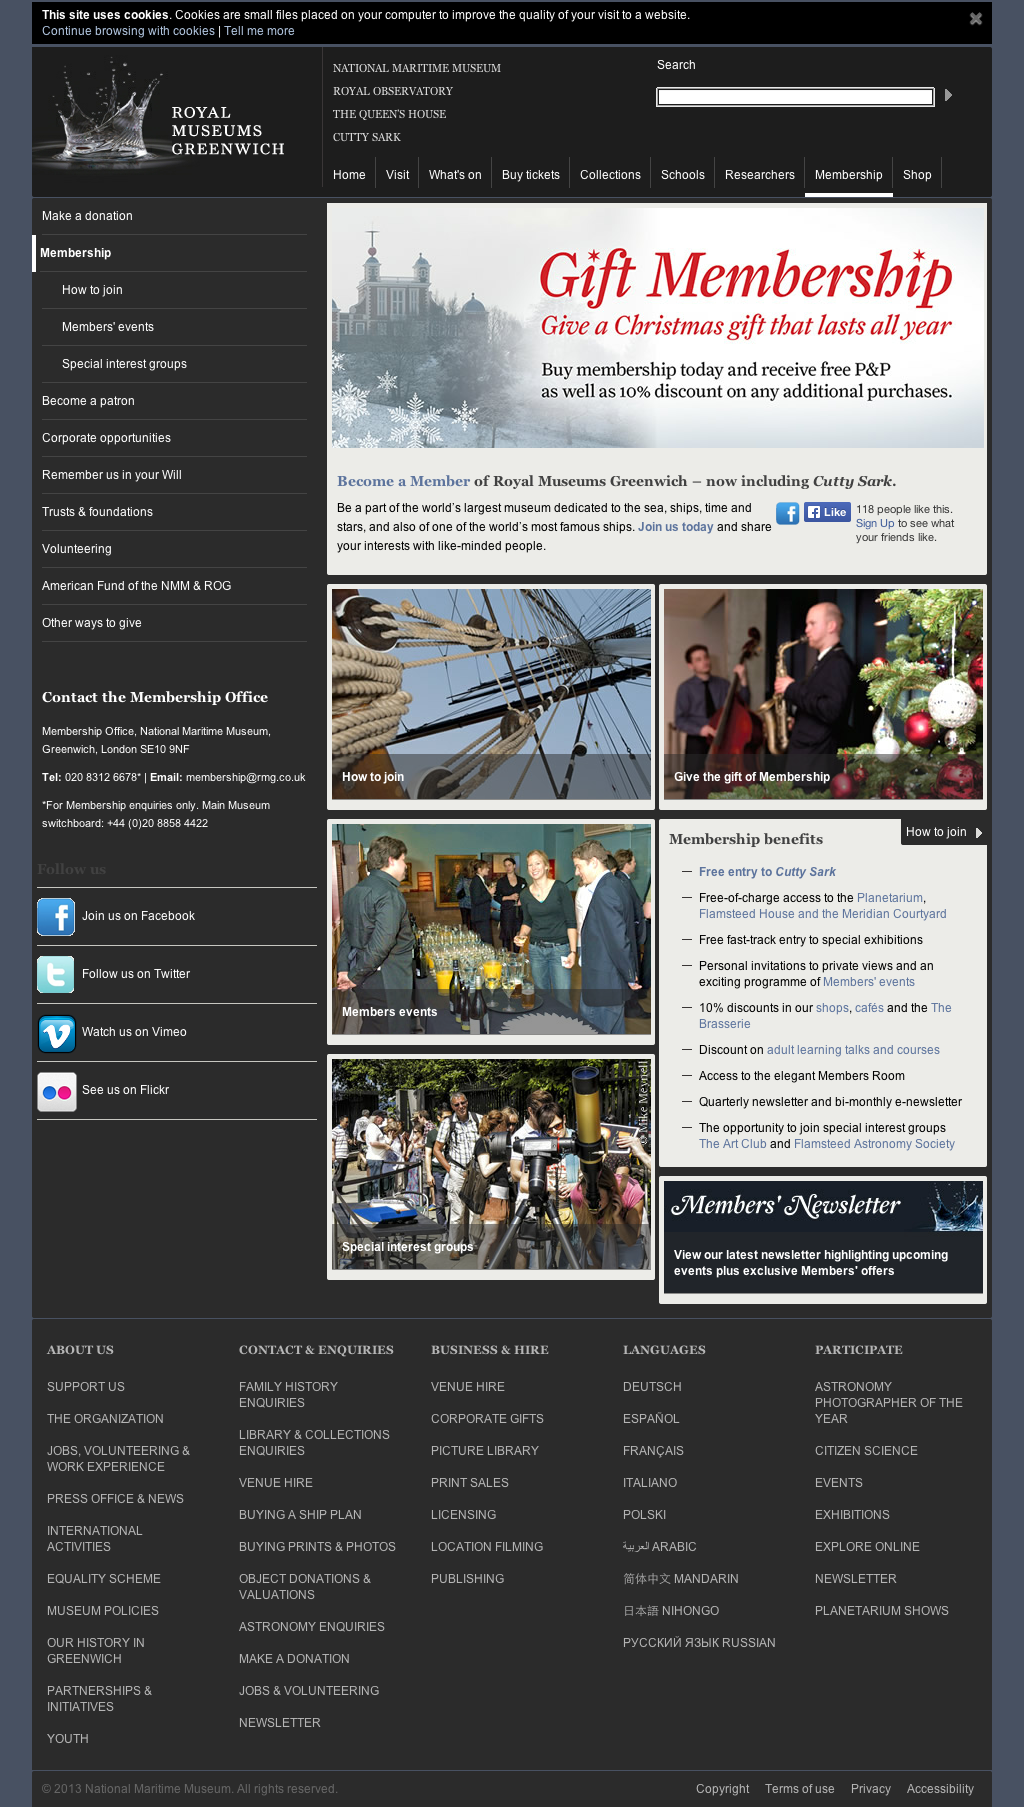 This site uses cookies. Cookies are small files placed on your computer to improve the quality of your visit to a website.
Continue browsing with cookies | Tell me more
ROYAL
MUSEUMS
GREENWICH
NATIONAL MARITIME MUSEUM
ROYAL OBSERVATORY
THE QUEEN'S HOUSE
CUTTY SARK
Search
Home
Visit
What's on
Buy tickets
Collections
Schools
Researchers
Membership
Shop
Make a donation
Membership
How to join
Members' events
Special interest groups
Become a patron
Corporate opportunities
Remember us in your Will
Trusts & foundations
Volunteering
American Fund of the NMM & ROG
Other ways to give
Contact the Membership Office
Membership Office, National Maritime Museum,
Greenwich, London SE10 9NF
Tel: 020 8312 6678* | Email: membership@rmg.co.uk
*For Membership enquiries only. Main Museum
switchboard: +44 (0)20 8858 4422
Follow us
Join us on Facebook
Follow us on Twitter
Watch us on Vimeo
See us on Flickr
Gift Membership
Give a Christmas gift that lasts all year
Buy membership today and receive free P&P
as well as 10% discount on any additional purchases.
Become a Member of Royal Museums Greenwich – now including Cutty Sark.
Be a part of the world's largest museum dedicated to the sea, ships, time and
stars, and also of one of the world's most famous ships. Join us today and share
your interests with like-minded people.
Like
118 people like this.
Sign Up to see what
your friends like.
How to join
Give the gift of Membership
Members events
Special interest groups
© Mike Meynell
Membership benefits
How to join
— Free entry to Cutty Sark
— Free-of-charge access to the Planetarium,
Flamsteed House and the Meridian Courtyard
— Free fast-track entry to special exhibitions
— Personal invitations to private views and an
exciting programme of Members' events
— 10% discounts in our shops, cafés and the The
Brasserie
— Discount on adult learning talks and courses
— Access to the elegant Members Room
— Quarterly newsletter and bi-monthly e-newsletter
— The opportunity to join special interest groups
The Art Club and Flamsteed Astronomy Society
Members' Newsletter
View our latest newsletter highlighting upcoming
events plus exclusive Members' offers
ABOUT US
SUPPORT US
THE ORGANIZATION
JOBS, VOLUNTEERING &
WORK EXPERIENCE
PRESS OFFICE & NEWS
INTERNATIONAL
ACTIVITIES
EQUALITY SCHEME
MUSEUM POLICIES
OUR HISTORY IN
GREENWICH
PARTNERSHIPS &
INITIATIVES
YOUTH
CONTACT & ENQUIRIES
FAMILY HISTORY
ENQUIRIES
LIBRARY & COLLECTIONS
ENQUIRIES
VENUE HIRE
BUYING A SHIP PLAN
BUYING PRINTS & PHOTOS
OBJECT DONATIONS &
VALUATIONS
ASTRONOMY ENQUIRIES
MAKE A DONATION
JOBS & VOLUNTEERING
NEWSLETTER
BUSINESS & HIRE
VENUE HIRE
CORPORATE GIFTS
PICTURE LIBRARY
PRINT SALES
LICENSING
LOCATION FILMING
PUBLISHING
LANGUAGES
DEUTSCH
ESPAÑOL
FRANÇAIS
ITALIANO
POLSKI
العربية ARABIC
简体中文 MANDARIN
日本語 NIHONGO
РУССКИЙ ЯЗЫК RUSSIAN
PARTICIPATE
ASTRONOMY
PHOTOGRAPHER OF THE
YEAR
CITIZEN SCIENCE
EVENTS
EXHIBITIONS
EXPLORE ONLINE
NEWSLETTER
PLANETARIUM SHOWS
© 2013 National Maritime Museum. All rights reserved.
Copyright
Terms of use
Privacy
Accessibility